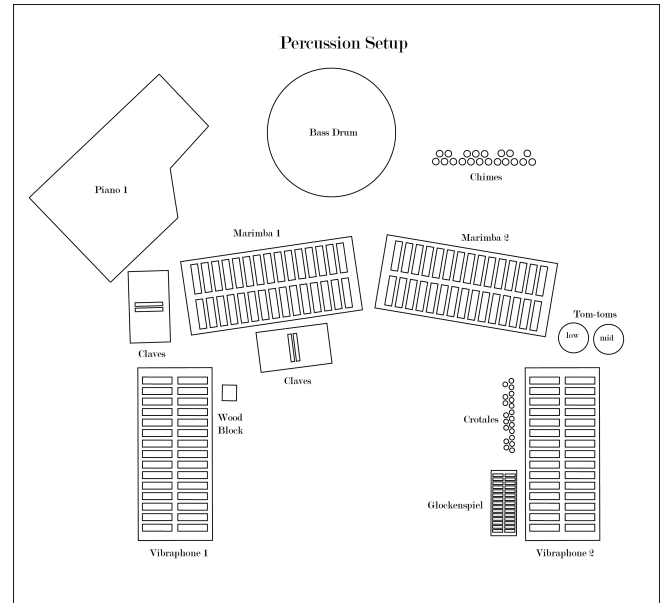 Percussion Setup
Bass Drum
Piano 1
Chimes
Marimba 1
Marimba 2
Tom-toms
low
mid
Claves
Claves
Wood
Block
Crotales
Glockenspiel
Vibraphone 1
Vibraphone 2